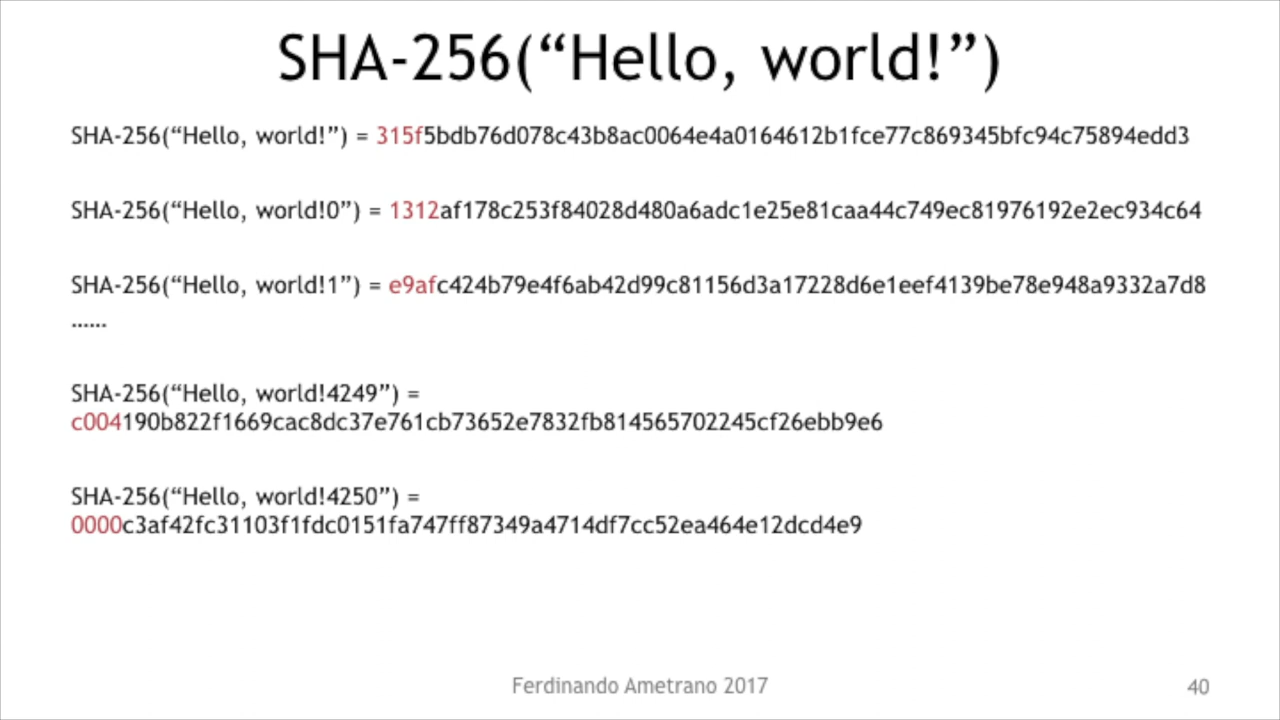 SHA-256(“Hello, world!”)
SHA-256(“Hello, world!”) = 315f5bdb76d078c43b8ac0064e4a0164612b1fce77c869345bfc94c75894edd3
SHA-256(“Hello, world!0”) = 1312af178c253f84028d480a6adc1e25e81caa44c749ec81976192e2ec934c64
SHA-256(“Hello, world!1”) = e9afc424b79e4f6ab42d99c81156d3a17228d6e1eef4139be78e948a9332a7d8
......
SHA-256(“Hello, world!4249”) =
c004190b822f1669cac8dc37e761cb73652e7832fb814565702245cf26ebb9e6
SHA-256(“Hello, world!4250”) =
0000c3af42fc31103f1fdc0151fa747ff87349a4714df7cc52ea464e12dcd4e9
Ferdinando Ametrano 2017
40